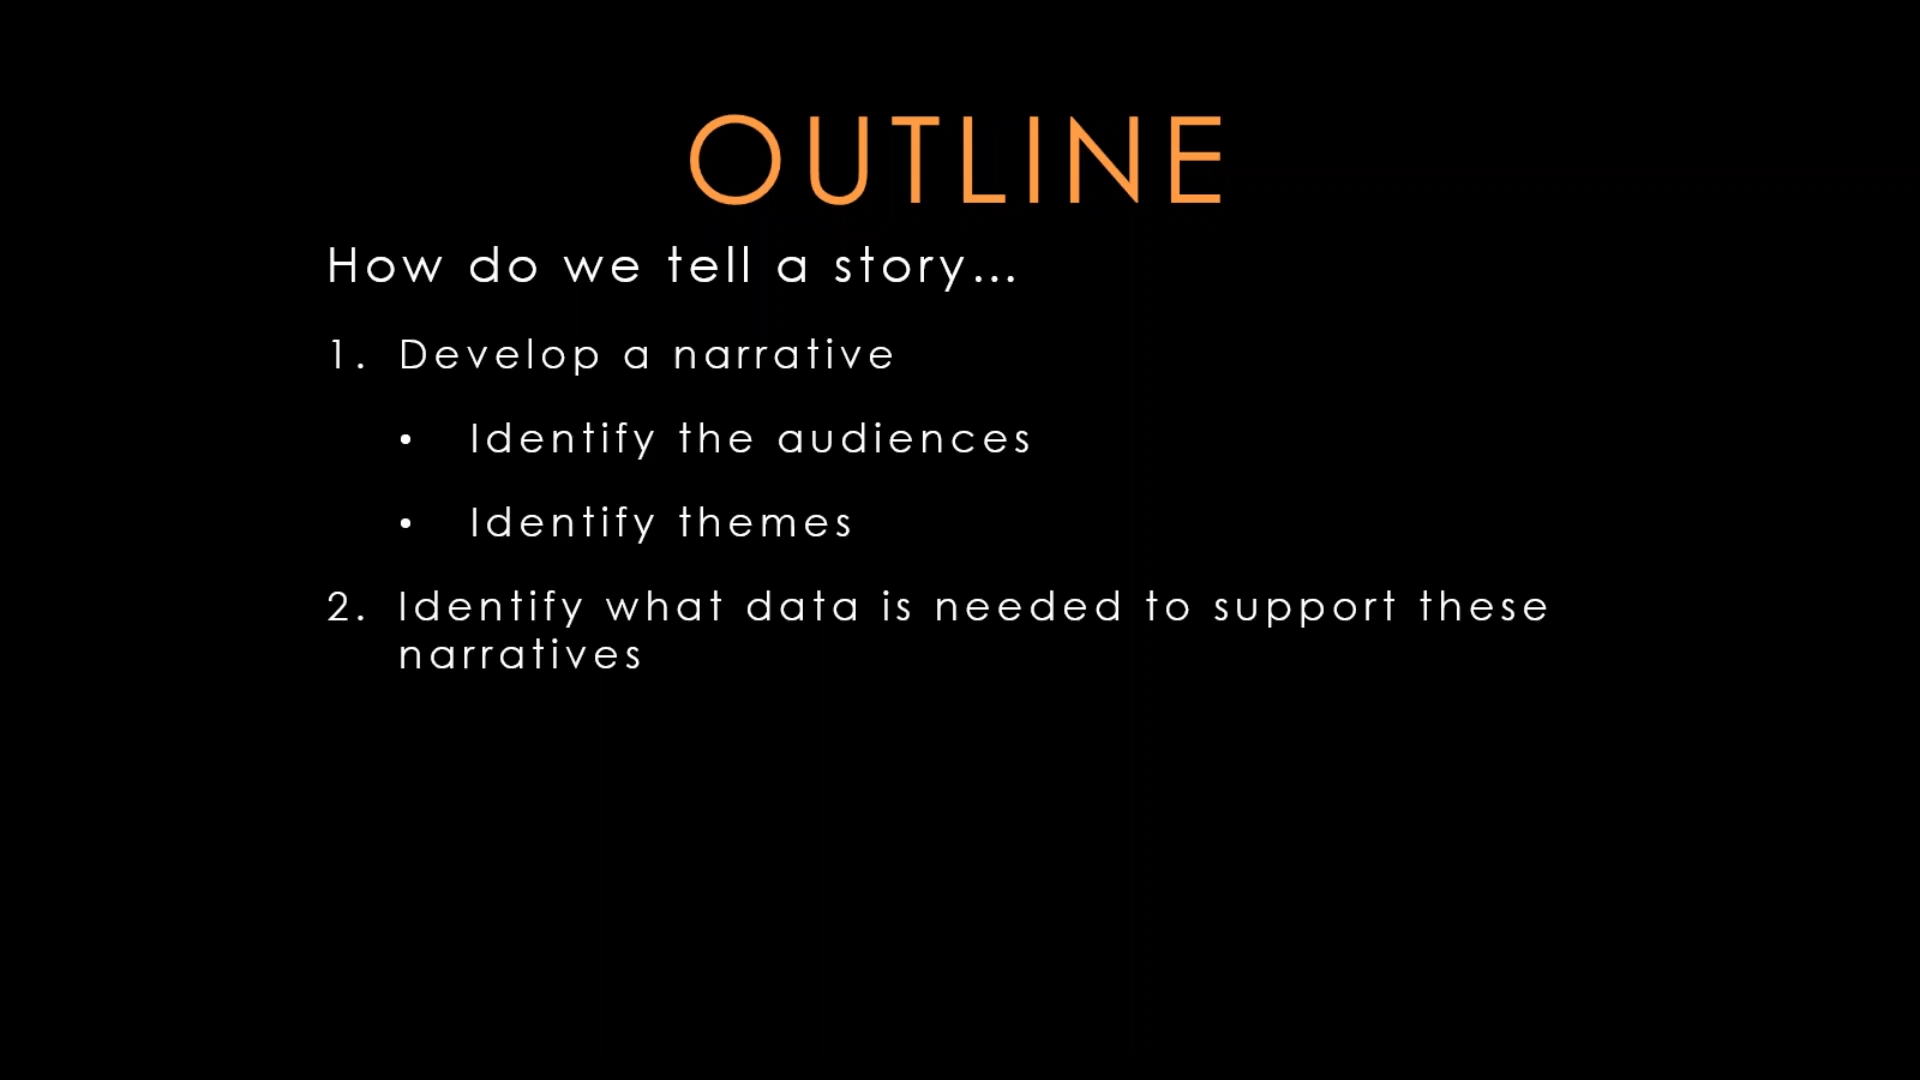 OUTLINE
How do we tell a story...
1. Develop a narrative
• Identify the audiences
• Identify themes
2. Identify what data is needed to support these
narratives